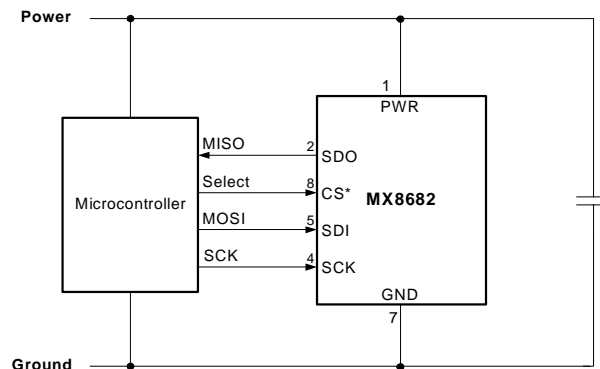 Power
1
PWR
MISO
2
SDO
Select
8
CS*
Microcontroller
MX8682
MOSI
5
SDI
SCK
4
SCK
GND
7
Ground